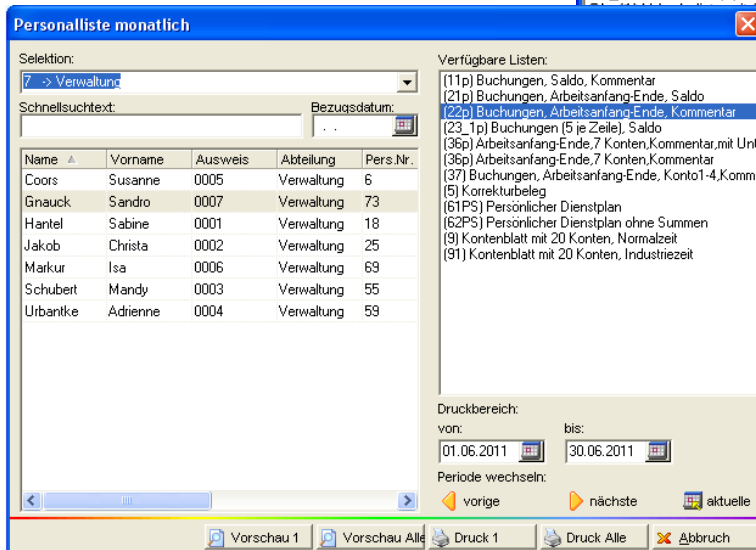 Personalliste monatlich
Selektion:
7 -> Verwaltung
Schnellsuchtext:
Bezugsdatum:
. .
Name Vorname Ausweis Abteilung Pers.Nr.
Coors Susanne 0005 Verwaltung 6
Gnauck Sandro 0007 Verwaltung 73
Hantel Sabine 0001 Verwaltung 18
Jakob Christa 0002 Verwaltung 25
Markur Isa 0006 Verwaltung 69
Schubert Mandy 0003 Verwaltung 55
Urbantke Adrienne 0004 Verwaltung 59
Verfügbare Listen:
(11p) Buchungen, Saldo, Kommentar
(21p) Buchungen, Arbeitsanfang-Ende, Saldo
(22p) Buchungen, Arbeitsanfang-Ende, Kommentar
(23_1p) Buchungen (5 je Zeile), Saldo
(36p) Arbeitsanfang-Ende,7 Konten,Kommentar,mit Unt
(36p) Arbeitsanfang-Ende,7 Konten,Kommentar
(37) Buchungen, Arbeitsanfang-Ende, Konto1-4,Komm
(5) Korrekturbeleg
(61PS) Persönlicher Dienstplan
(62PS) Persönlicher Dienstplan ohne Summen
(9) Kontenblatt mit 20 Konten, Normalzeit
(91) Kontenblatt mit 20 Konten, Industriezeit
Druckbereich:
von: bis:
01.06.2011 30.06.2011
Periode wechseln:
vorige nächste aktuelle
Vorschau 1 Vorschau Alle Druck 1 Druck Alle Abbruch